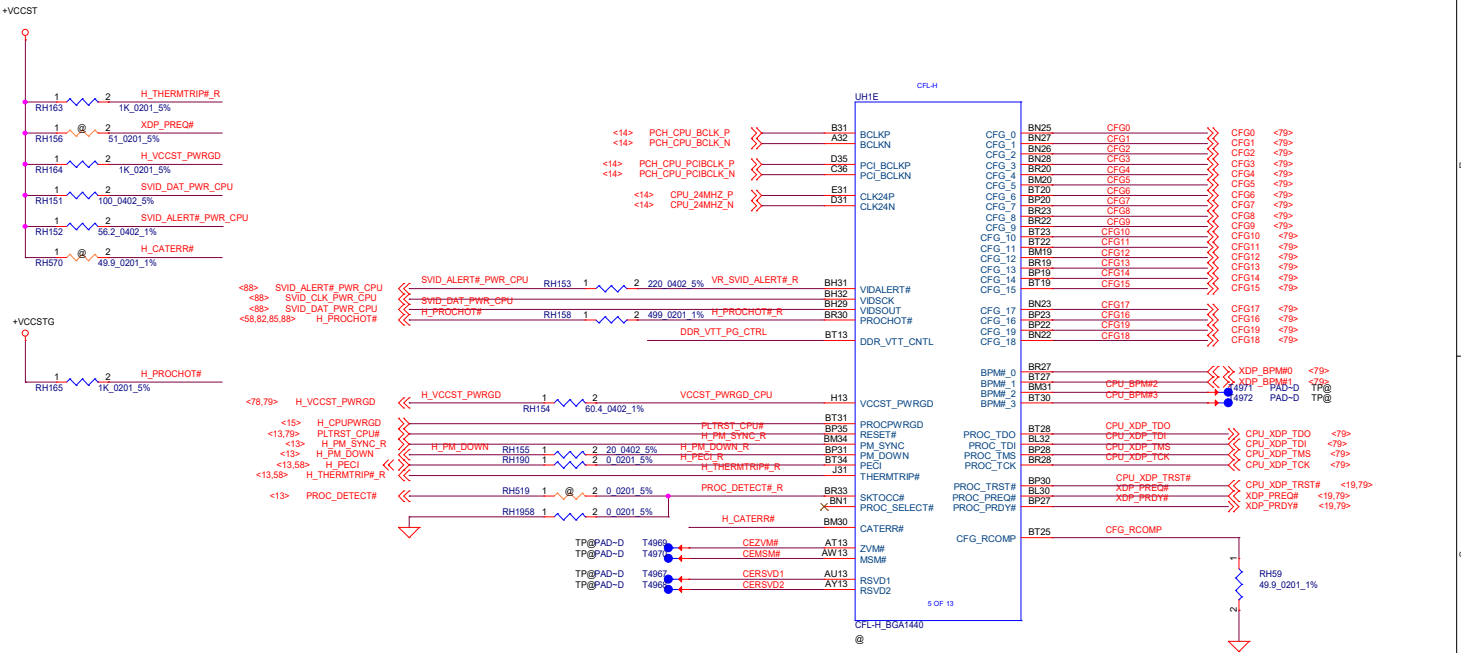 +VCCST
1 2 H_THERMTRIP#_R
RH163 1K_0201_5%
1 @ 2 XDP_PREQ#
RH156 51_0201_5%
1 2 H_VCCST_PWRGD
RH164 1K_0201_5%
1 2 SVID_DAT_PWR_CPU
RH151 100_0402_5%
1 2 SVID_ALERT#_PWR_CPU
RH152 56.2_0402_1%
1 @ 2 H_CATERR#
RH570 49.9_0201_1%
+VCCSTG
1 2 H_PROCHOT#
RH165 1K_0201_5%
CFL-H
UH1E
<14> PCH_CPU_BCLK_P B31 BCLKP
<14> PCH_CPU_BCLK_N A32 BCLKN
<14> PCH_CPU_PCIBCLK_P D35 PCI_BCLKP
<14> PCH_CPU_PCIBCLK_N C36 PCI_BCLKN
<14> CPU_24MHZ_P E31 CLK24P
<14> CPU_24MHZ_N D31 CLK24N
<88> SVID_ALERT#_PWR_CPU SVID_ALERT#_PWR_CPU RH153 1 2 220_0402_5% VR_SVID_ALERT#_R BH31 VIDALERT#
<88> SVID_CLK_PWR_CPU BH32 VIDSCK
<88> SVID_DAT_PWR_CPU SVID_DAT_PWR_CPU BH29 VIDSOUT
<58,82,85,88> H_PROCHOT# H_PROCHOT# RH158 1 2 499_0201_1% H_PROCHOT#_R BR30 PROCHOT#
DDR_VTT_PG_CTRL BT13 DDR_VTT_CNTL
<78,79> H_VCCST_PWRGD H_VCCST_PWRGD RH154 1 2 60.4_0402_1% VCCST_PWRGD_CPU H13 VCCST_PWRGD
<15> H_CPUPWRGD BT31 PROCPWRGD
<13,79> PLTRST_CPU# PLTRST_CPU# BP35 RESET#
<13> H_PM_SYNC_R H_PM_SYNC_R BM34 PM_SYNC
<13> H_PM_DOWN H_PM_DOWN RH155 1 2 20_0402_5% H_PM_DOWN_R BP31 PM_DOWN
<13,58> H_PECI RH190 1 2 0_0201_5% H_PECI_R BT34 PECI
<13,58> H_THERMTRIP#_R H_THERMTRIP#_R J31 THERMTRIP#
<13> PROC_DETECT# RH519 1 @ 2 0_0201_5% PROC_DETECT#_R BR33 SKTOCC#
BN1 PROC_SELECT#
RH1958 1 2 0_0201_5%
H_CATERR# BM30 CATERR#
TP@PAD~D T4969 CEZVM# AT13 ZVM#
TP@PAD~D T4970 CEMSM# AW13 MSM#
TP@PAD~D T4967 CERSVD1 AU13 RSVD1
TP@PAD~D T4968 CERSVD2 AY13 RSVD2
CFG_0 BN25 CFG0 CFG0 <79>
CFG_1 BN27 CFG1 CFG1 <79>
CFG_2 BN26 CFG2 CFG2 <79>
CFG_3 BN28 CFG3 CFG3 <79>
CFG_4 BR20 CFG4 CFG4 <79>
CFG_5 BM20 CFG5 CFG5 <79>
CFG_6 BT20 CFG6 CFG6 <79>
CFG_7 BP20 CFG7 CFG7 <79>
CFG_8 BR23 CFG8 CFG8 <79>
CFG_9 BR22 CFG9 CFG9 <79>
CFG_10 BT23 CFG10 CFG10 <79>
CFG_11 BT22 CFG11 CFG11 <79>
CFG_12 BM19 CFG12 CFG12 <79>
CFG_13 BR19 CFG13 CFG13 <79>
CFG_14 BP19 CFG14 CFG14 <79>
CFG_15 BT19 CFG15 CFG15 <79>
CFG_17 BN23 CFG17 CFG17 <79>
CFG_16 BP23 CFG16 CFG16 <79>
CFG_19 BP22 CFG19 CFG19 <79>
CFG_18 BN22 CFG18 CFG18 <79>
BPM#_0 BR27 XDP_BPM#0 <79>
BPM#_1 BT27 XDP_BPM#1 <79>
BPM#_2 BM31 CPU_BPM#2 T4971 PAD~D TP@
BPM#_3 BT30 CPU_BPM#3 T4972 PAD~D TP@
PROC_TDO BT28 CPU_XDP_TDO CPU_XDP_TDO <79>
PROC_TDI BL32 CPU_XDP_TDI CPU_XDP_TDI <79>
PROC_TMS BP28 CPU_XDP_TMS CPU_XDP_TMS <79>
PROC_TCK BR28 CPU_XDP_TCK CPU_XDP_TCK <79>
PROC_TRST# BP30 CPU_XDP_TRST# CPU_XDP_TRST# <19,79>
PROC_PREQ# BL30 XDP_PREQ# XDP_PREQ# <19,79>
PROC_PRDY# BP27 XDP_PRDY# XDP_PRDY# <19,79>
CFG_RCOMP BT25 CFG_RCOMP
1
RH59
49.9_0201_1%
2
5 OF 13
CFL-H_BGA1440
@